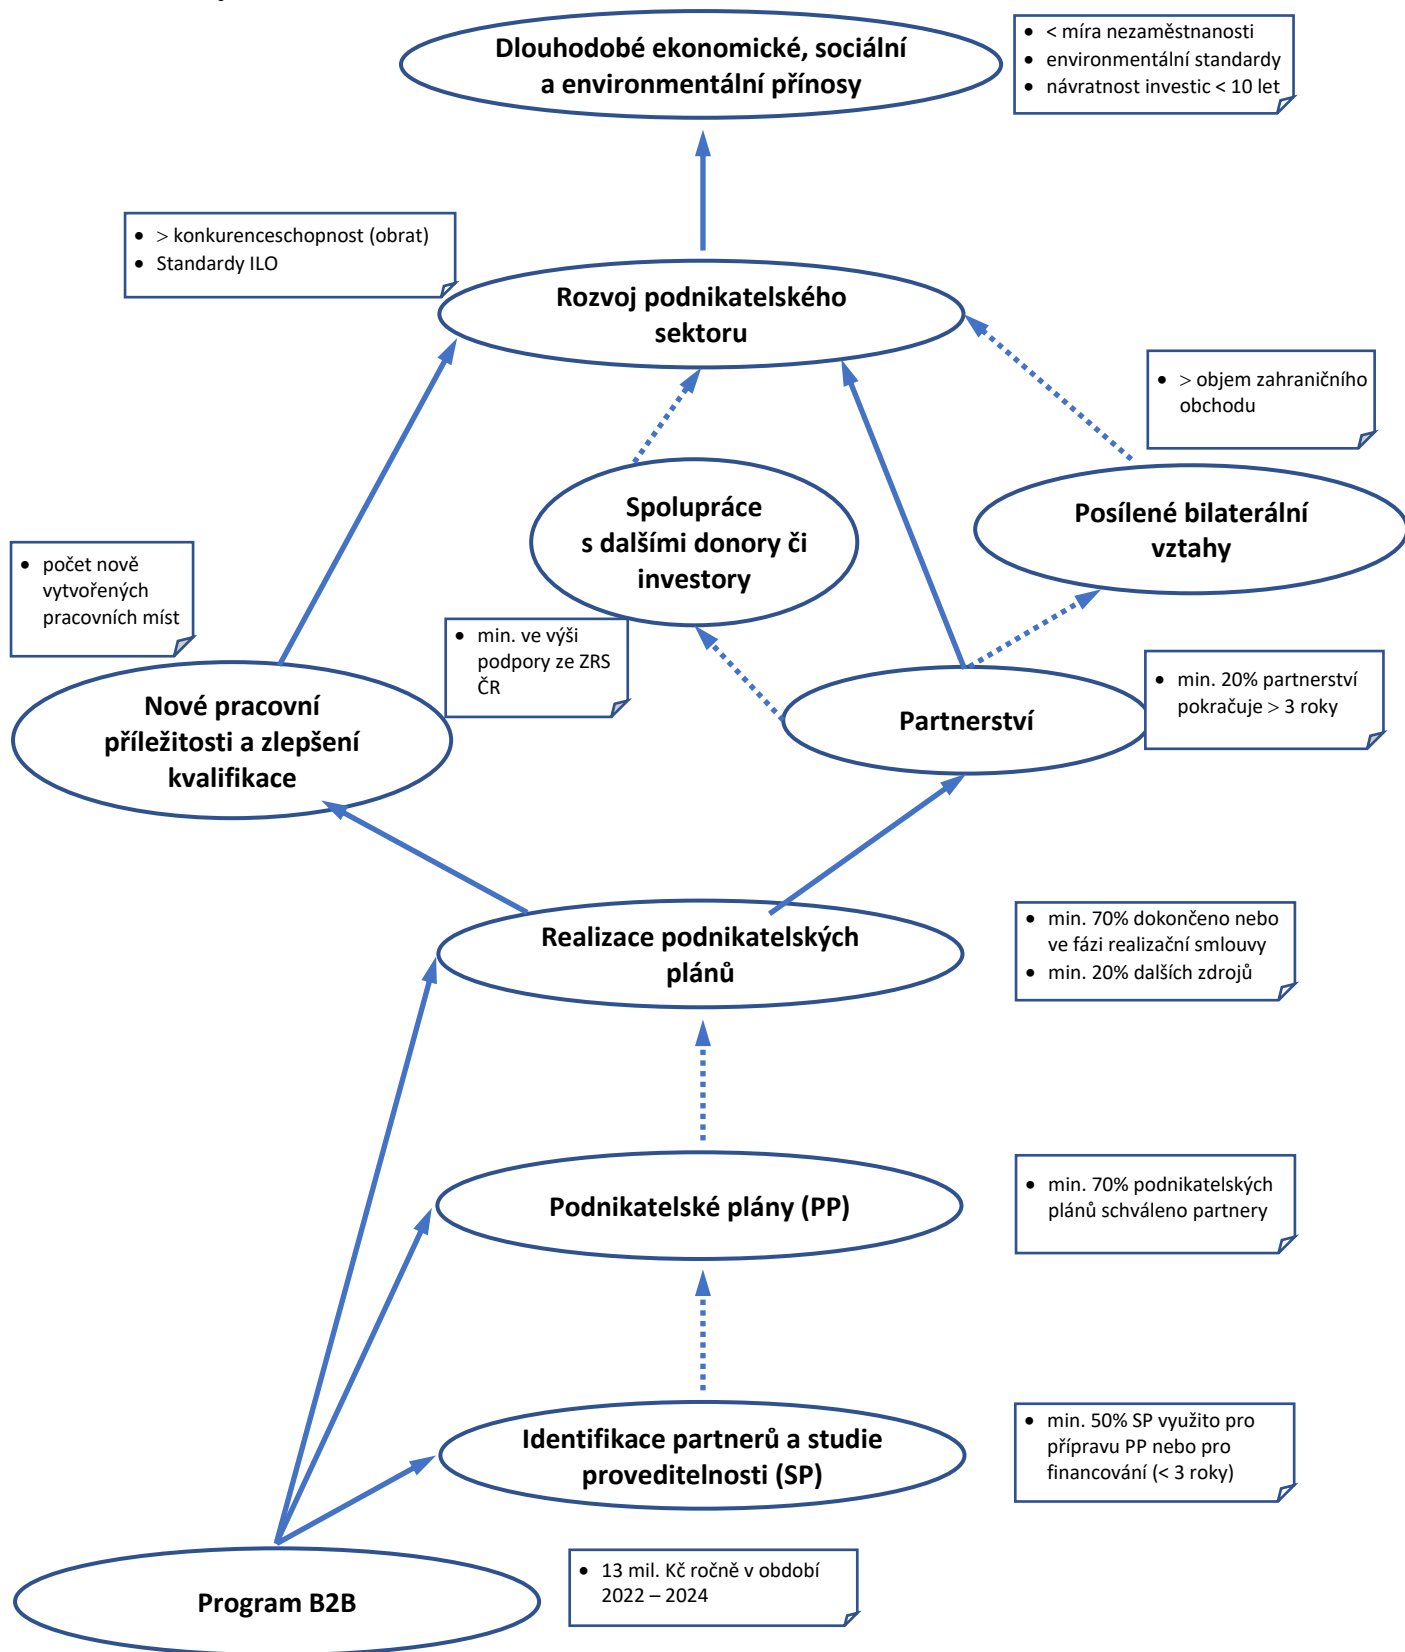 Dlouhodobé ekonomické, sociální
a environmentální přínosy
• < míra nezaměstnanosti
• environmentální standardy
• návratnost investic < 10 let
• > konkurenceschopnost (obrat)
• Standardy ILO
Rozvoj podnikatelského
sektoru
• > objem zahraničního
obchodu
Spolupráce
s dalšími donory či
investory
Posílené bilaterální
vztahy
• počet nově
vytvořených
pracovních míst
• min. ve výši
podpory ze ZRS
ČR
• min. 20% partnerství
pokračuje > 3 roky
Nové pracovní
příležitosti a zlepšení
kvalifikace
Partnerství
Realizace podnikatelských
plánů
• min. 70% dokončeno nebo
ve fázi realizační smlouvy
• min. 20% dalších zdrojů
Podnikatelské plány (PP)
• min. 70% podnikatelských
plánů schváleno partnery
Identifikace partnerů a studie
proveditelnosti (SP)
• min. 50% SP využito pro
přípravu PP nebo pro
financování (< 3 roky)
Program B2B
• 13 mil. Kč ročně v období
2022 – 2024